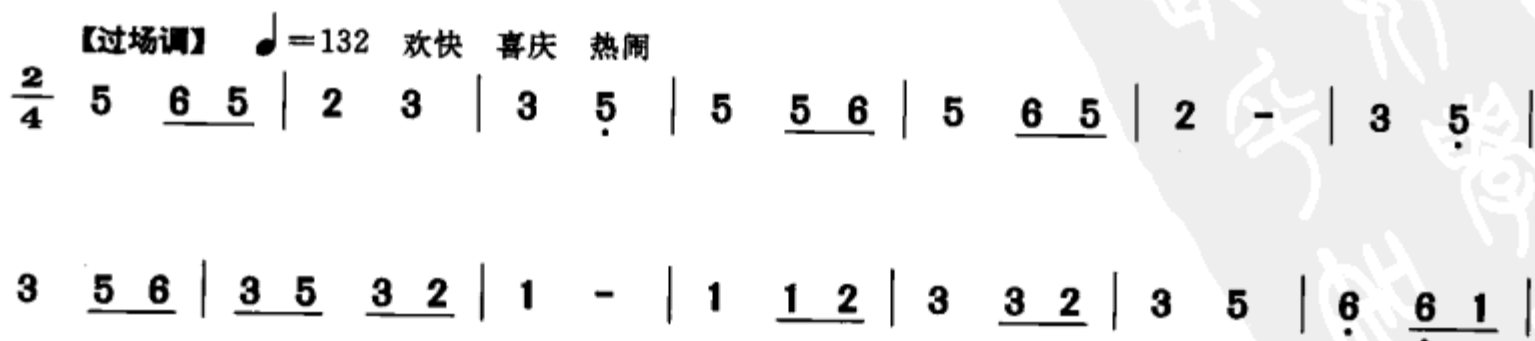 【过场调】 ♩=132 欢快 喜庆 热闹
2/4 5 6 5 | 2 3 | 3 5̣ | 5 5 6 | 5 6 5 | 2 - | 3 5̣ |
3 5 6 | 3 5 3 2 | 1 - | 1 1 2 | 3 3 2 | 3 5 | 6̣ 6̣ 1 |